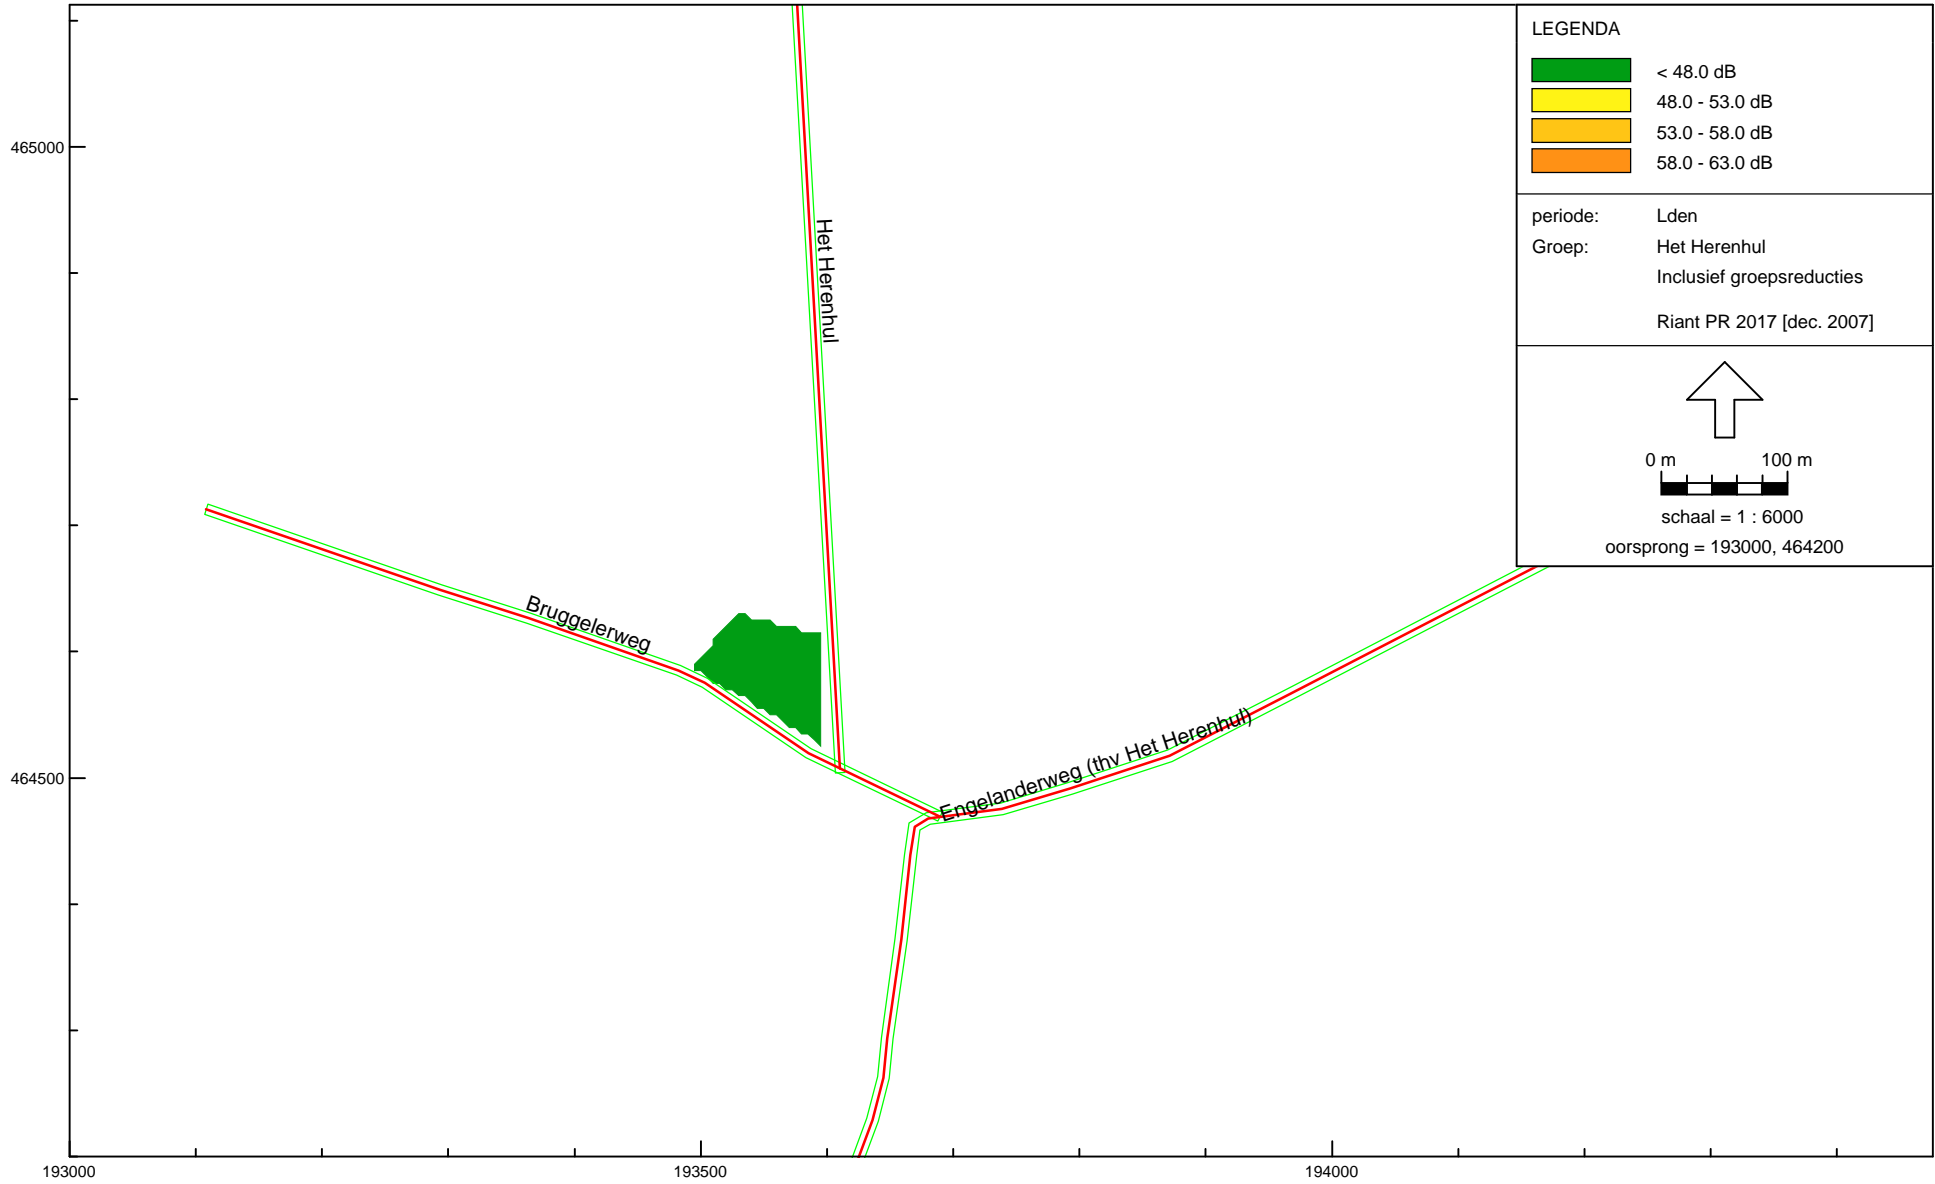 LEGENDA
< 48.0 dB
48.0 - 53.0 dB
53.0 - 58.0 dB
58.0 - 63.0 dB
periode: Lden
Groep: Het Herenhul
Inclusief groepsreducties
Riant PR 2017 [dec. 2007]
0 m 100 m
schaal = 1 : 6000
oorsprong = 193000, 464200
465000
Het Herenhul
Bruggelerweg
Engelanderweg (thv Het Herenhul)
464500
193000 193500 194000